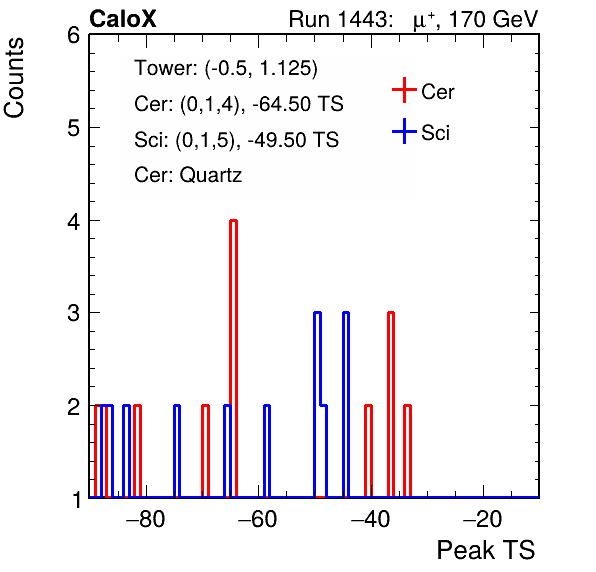 CaloX Run 1443: μ⁺, 170 GeV
Counts
6
Tower: (-0.5, 1.125)
Cer: (0,1,4), -64.50 TS
Sci: (0,1,5), -49.50 TS
Cer: Quartz
Cer
Sci
5
4
3
2
1
−80 −60 −40 −20
Peak TS